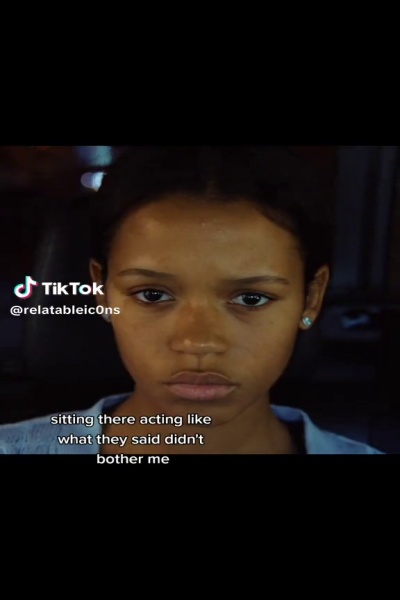 TikTok
@relatableic0ns
sitting there acting like
what they said didn't
bother me